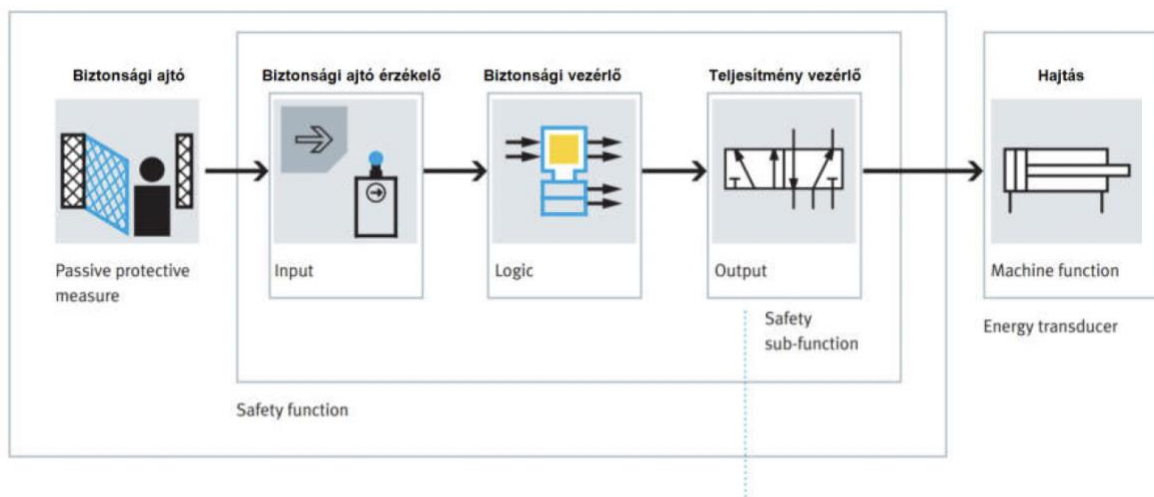 Biztonsági ajtó
Biztonsági ajtó érzékelő
Biztonsági vezérlő
Teljesítmény vezérlő
Hajtás
Passive protective
measure
Input
Logic
Output
Machine function
Safety
sub-function
Energy transducer
Safety function